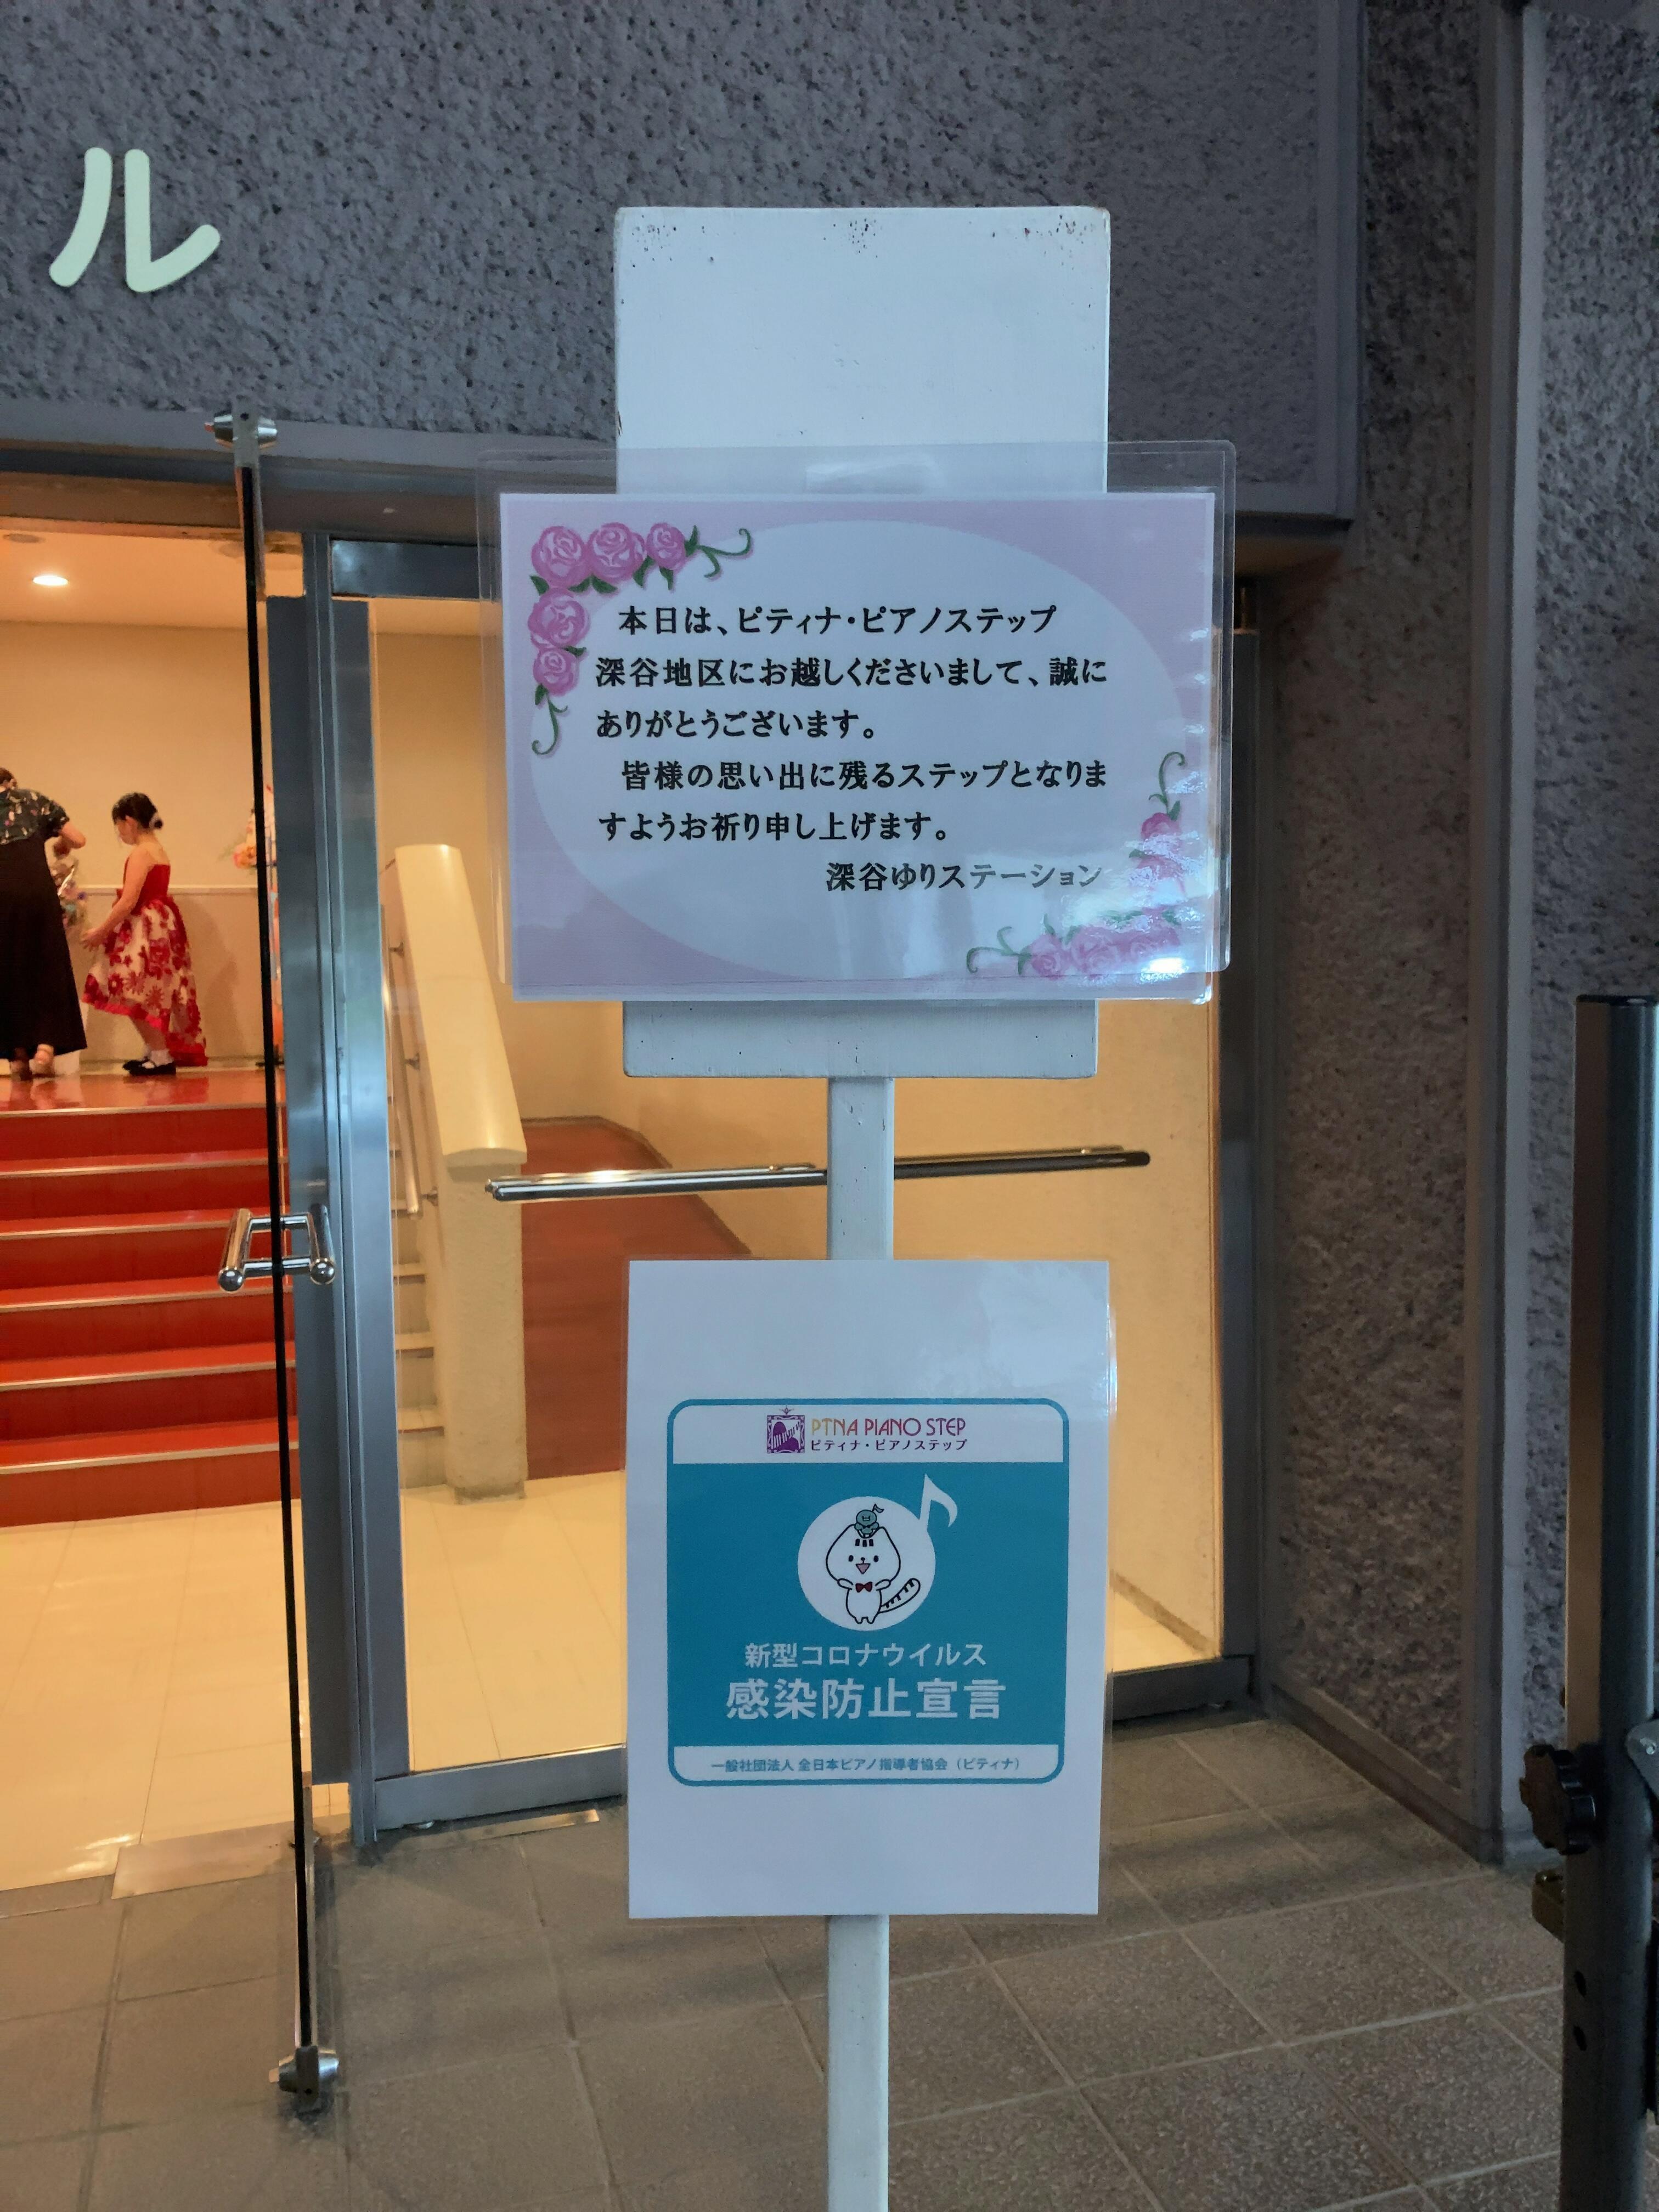 ル
本日は、ピティナ・ピアノステップ
深谷地区にお越しくださいまして、誠に
ありがとうございます。
皆様の思い出に残るステップとなりま
すようお祈り申し上げます。
深谷ゆりステーション
PTNA PIANO STEP
ピティナ・ピアノステップ
新型コロナウイルス
感染防止宣言
一般社団法人 全日本ピアノ指導者協会（ピティナ）